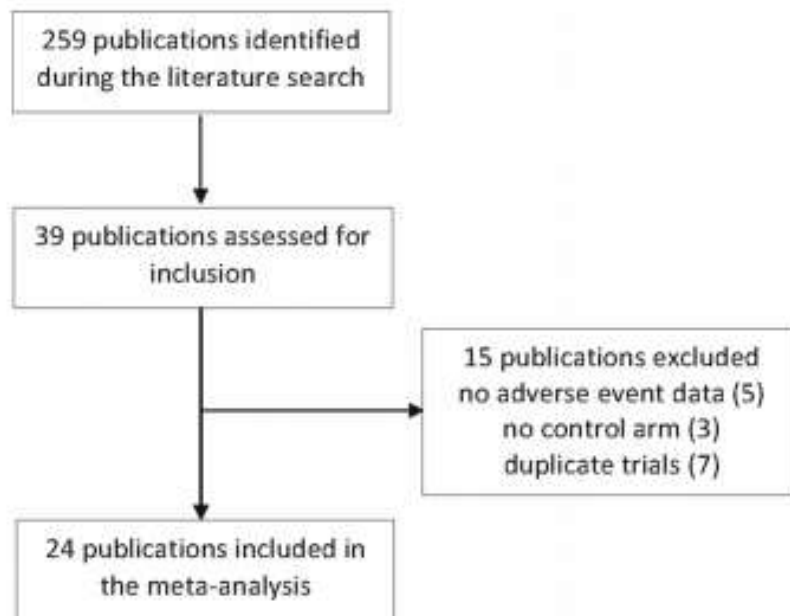 259 publications identified
during the literature search
39 publications assessed for
inclusion
15 publications excluded
no adverse event data (5)
no control arm (3)
duplicate trials (7)
24 publications included in
the meta-analysis